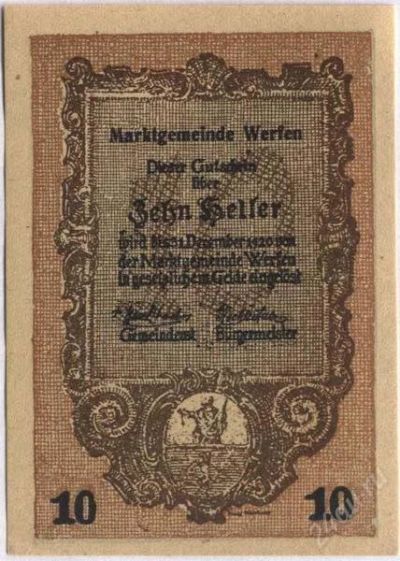 Marktgemeinde Werfen
Dieser Gutschein
über
Zehn Heller
wird bis 31. Dezember 1920 von
der Marktgemeinde Werfen
in gesetzlichem Gelde eingelöst
Gemeinderat Bürgermeister
10 10